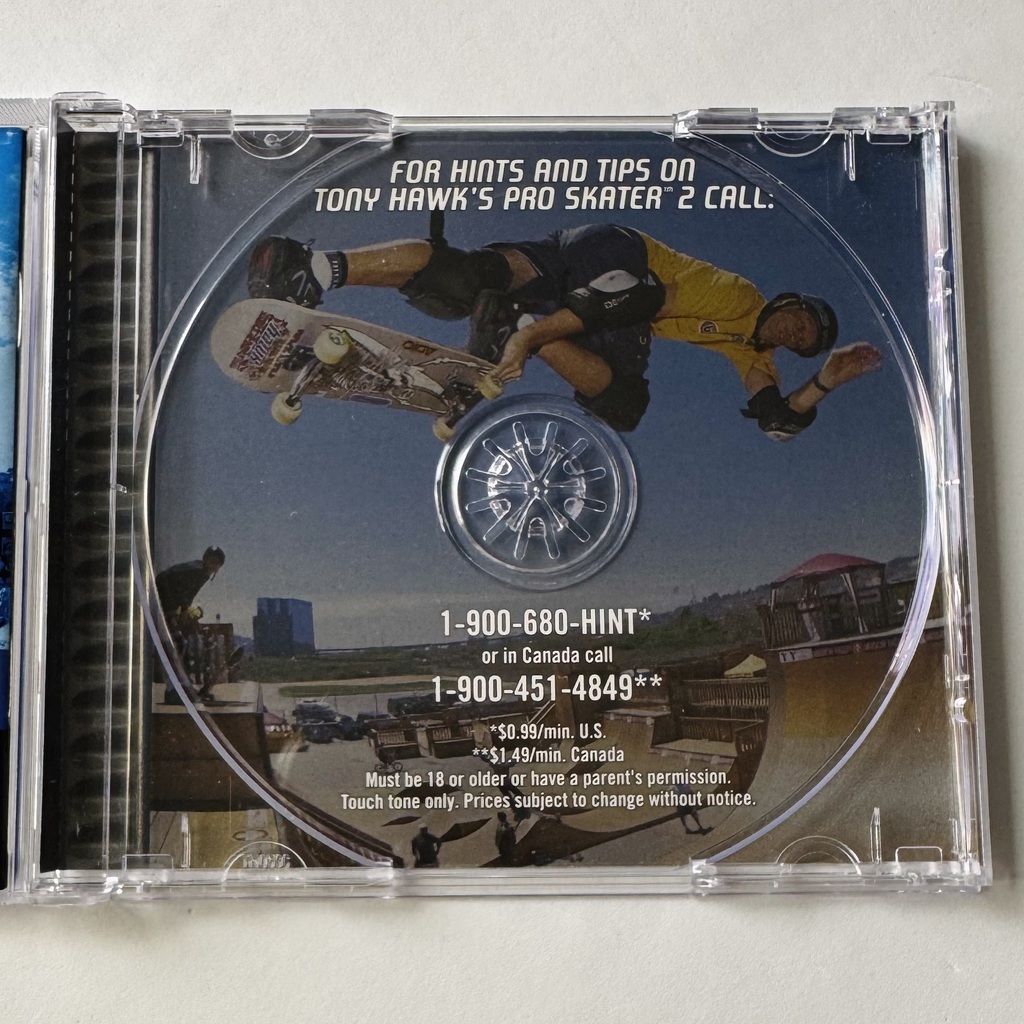 FOR HINTS AND TIPS ON
TONY HAWK'S PRO SKATER™ 2 CALL:
1-900-680-HINT*
or in Canada call
1-900-451-4849**
*$0.99/min. U.S.
**$1.49/min. Canada
Must be 18 or older or have a parent's permission.
Touch tone only. Prices subject to change without notice.